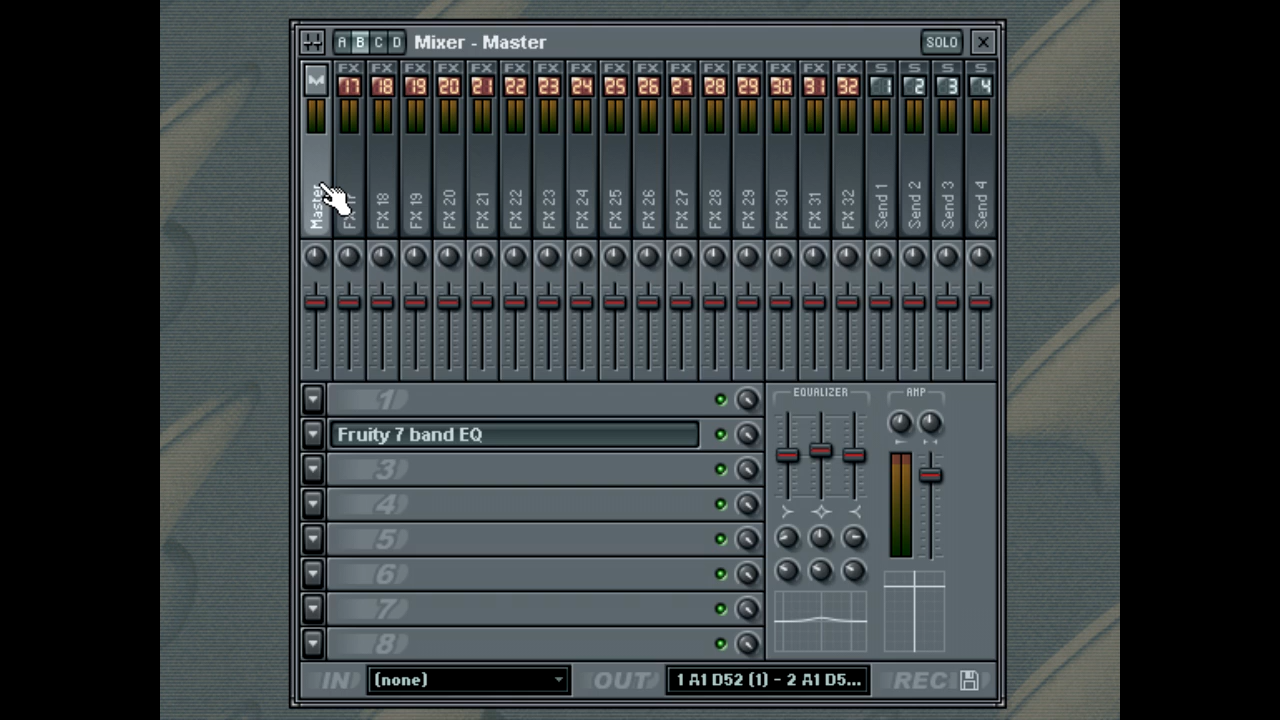 A B C D Mixer - Master SOLO X
FX FX FX FX FX FX FX FX FX FX FX FX FX FX FX FX S S S S
M 17 18 19 20 21 22 23 24 25 26 27 28 29 30 31 32 1 2 3 4
Master FX 18 FX 19 FX 20 FX 21 FX 22 FX 23 FX 24 FX 25 FX 26 FX 27 FX 28 FX 29 FX 30 FX 31 FX 32 Send 1 Send 2 Send 3 Send 4
1
Fruity 7 band EQ
3
4
5
6
7
8
EQUALIZER AMP
IN (none) OUT 1 A1 D52 (1) - 2 A1 D5... REC